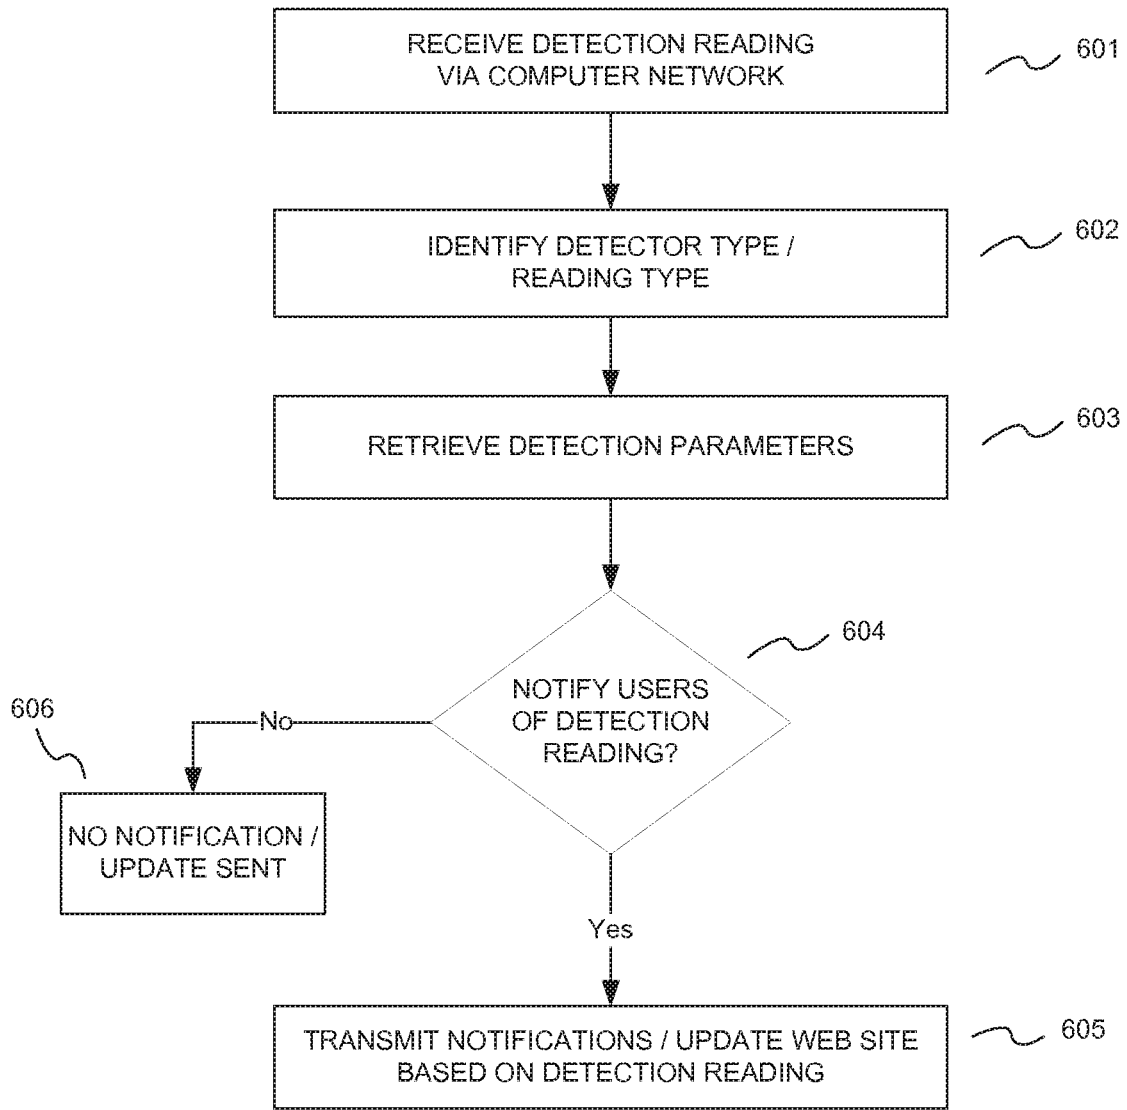 RECEIVE DETECTION READING
VIA COMPUTER NETWORK
601
IDENTIFY DETECTOR TYPE /
READING TYPE
602
RETRIEVE DETECTION PARAMETERS
603
NOTIFY USERS
OF DETECTION
READING?
604
No
606
NO NOTIFICATION /
UPDATE SENT
Yes
TRANSMIT NOTIFICATIONS / UPDATE WEB SITE
BASED ON DETECTION READING
605